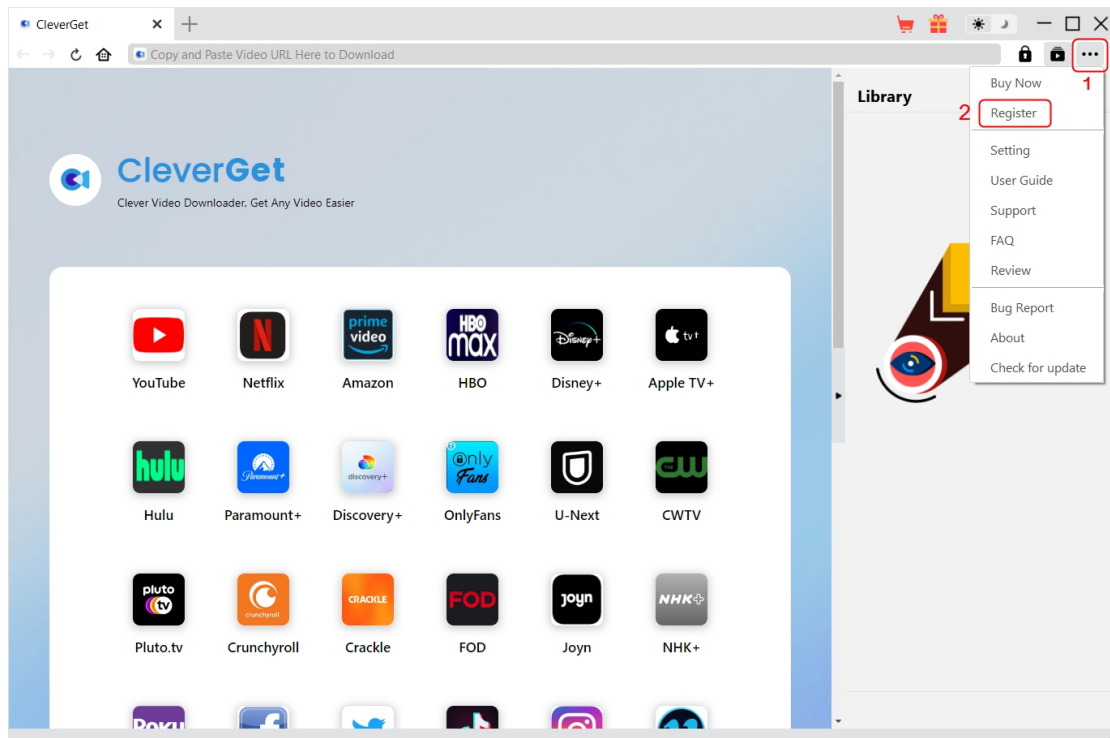 CleverGet
Copy and Paste Video URL Here to Download
1
Buy Now
2
Register
Setting
User Guide
Support
FAQ
Review
Bug Report
About
Check for update
Library
CleverGet
Clever Video Downloader, Get Any Video Easier
prime
video
HBO
max
Disney+
tv+
YouTube
Netflix
Amazon
HBO
Disney+
Apple TV+
hulu
Paramount+
discovery+
Only
Fans
THE
CW
Hulu
Paramount+
Discovery+
OnlyFans
U-Next
CWTV
pluto
tv
crunchyroll
CRACKLE
FOD
Joyn
NHK+
Pluto.tv
Crunchyroll
Crackle
FOD
Joyn
NHK+
Roku